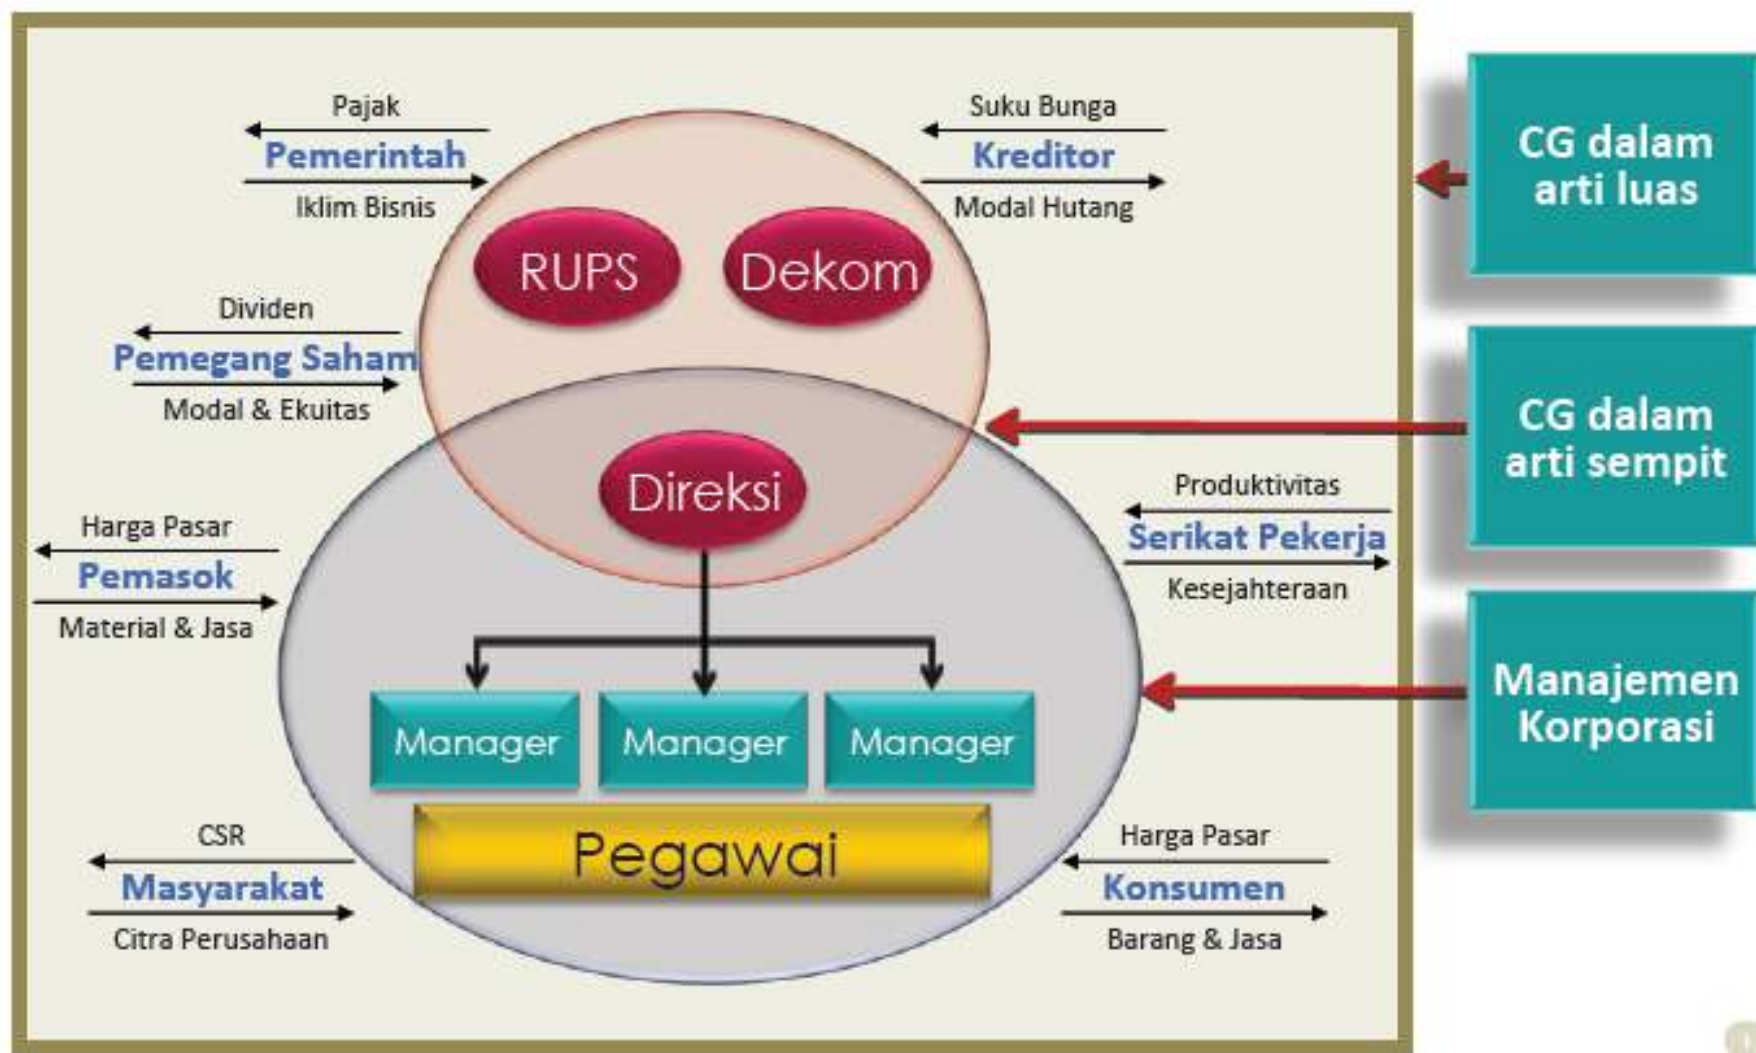 Pajak
Pemerintah
Iklim Bisnis
Suku Bunga
Kreditor
Modal Hutang
CG dalam
arti luas
RUPS
Dekom
Dividen
Pemegang Saham
Modal & Ekuitas
CG dalam
arti sempit
Direksi
Produktivitas
Serikat Pekerja
Kesejahteraan
Harga Pasar
Pemasok
Material & Jasa
Manager
Manager
Manager
Manajemen
Korporasi
CSR
Masyarakat
Citra Perusahaan
Pegawai
Harga Pasar
Konsumen
Barang & Jasa